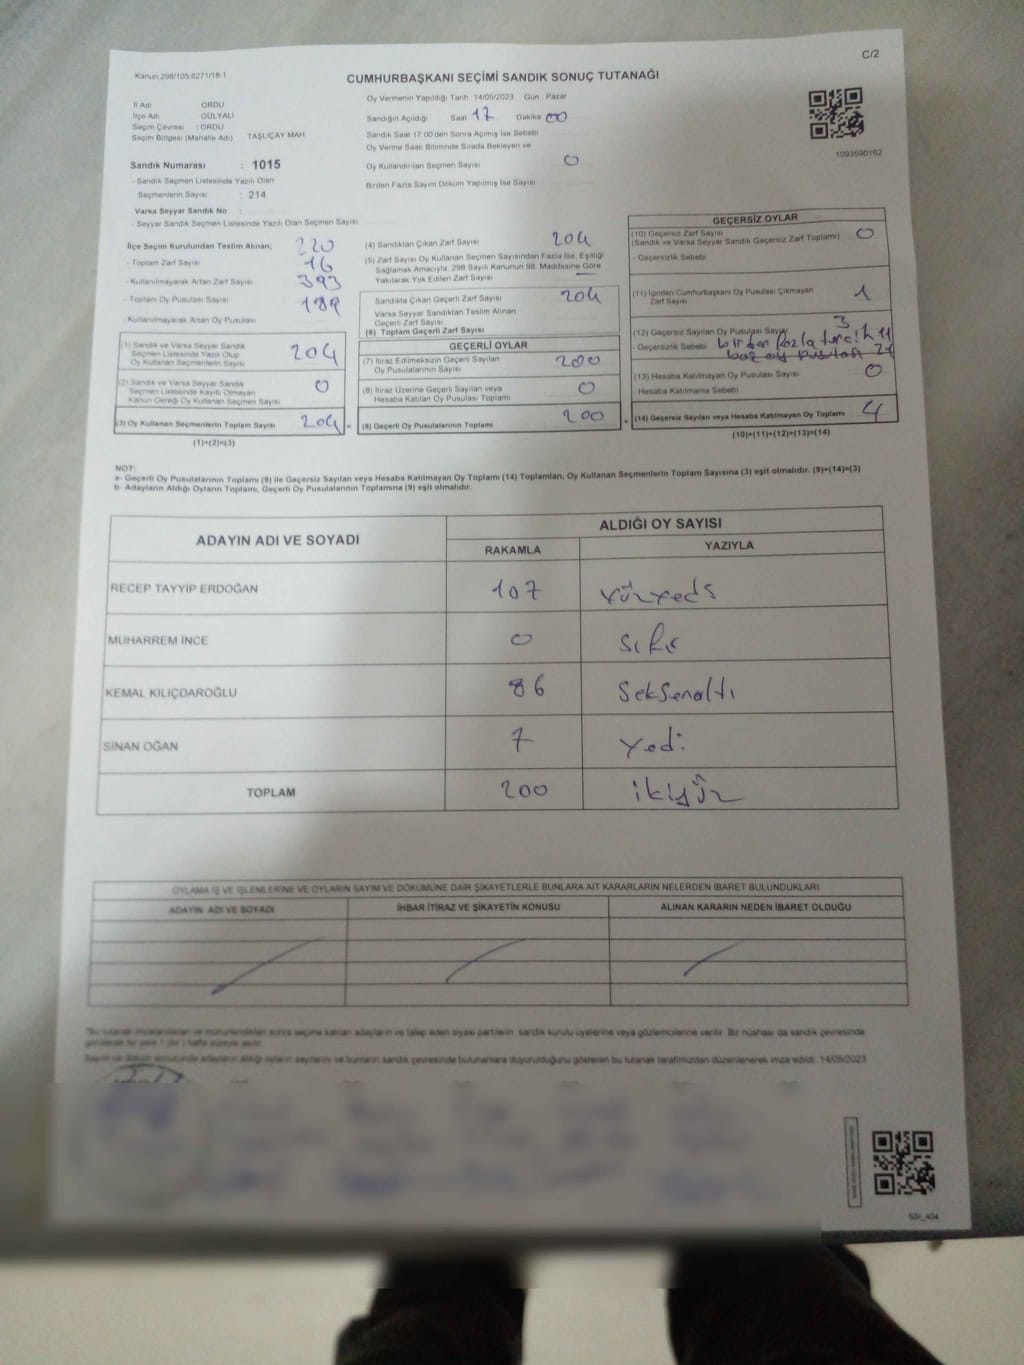 C/2
Kanun 298/105 6271/18-1
CUMHURBAŞKANI SEÇİMİ SANDIK SONUÇ TUTANAĞI
İl Adı ORDU
İlçe Adı GÜLYALI
Seçim Çevresi : ORDU
Seçim Bölgesi (Mahalle Adı) TAŞLIÇAY MAH
Sandık Numarası : 1015
- Sandık Seçmen Listesinde Yazılı Olan
Seçmenlerin Sayısı : 214
Varsa Seyyar Sandık No
- Seyyar Sandık Seçmen Listesinde Yazılı Olan Seçmen Sayısı
Oy Vermenin Yapıldığı Tarih 14/05/2023 Gün Pazar
Sandığın Açıldığı Saat 17 Dakika 00
Sandık Saat 17:00'den Sonra Açılmış İse Sebebi
Oy Verme Saati Bitiminde Sırada Bekleyen ve
Oy Kullandırılan Seçmen Sayısı 0
Birden Fazla Sayım Döküm Yapılmış İse Sayısı
1093590162
İlçe Seçim Kurulundan Teslim Alınan;
- Toplam Zarf Sayısı 220
- Kullanılmayarak Artan Zarf Sayısı 16
- Toplam Oy Pusulası Sayısı 393
- Kullanılmayarak Artan Oy Pusulası 189
(1) Sandık ve Varsa Seyyar Sandık
Seçmen Listesinde Yazılı Olup
Oy Kullanan Seçmenlerin Sayısı 204
(2) Sandık ve Varsa Seyyar Sandık
Seçmen Listesinde Kayıtlı Olmayan
Kanun Gereği Oy Kullanan Seçmen Sayısı 0
(3) Oy Kullanan Seçmenlerin Toplam Sayısı 204 =
(1)+(2)=(3)
(4) Sandıktan Çıkan Zarf Sayısı 204
(5) Zarf Sayısı Oy Kullanan Seçmen Sayısından Fazla İse, Eşitliği
Sağlamak Amacıyla, 298 Sayılı Kanunun 98. Maddesine Göre
Yakılarak Yok Edilen Zarf Sayısı
Sandıkta Çıkan Geçerli Zarf Sayısı 204
Varsa Seyyar Sandıktan Teslim Alınan
Geçerli Zarf Sayısı
(6) Toplam Geçerli Zarf Sayısı
GEÇERLİ OYLAR
(7) İtiraz Edilmeksizin Geçerli Sayılan
Oy Pusulalarının Sayısı 200
(8) İtiraz Üzerine Geçerli Sayılan veya
Hesaba Katılan Oy Pusulası Toplamı 0
(9) Geçerli Oy Pusulalarının Toplamı 200 +
GEÇERSİZ OYLAR
(10) Geçersiz Zarf Sayısı 0
(Sandık ve Varsa Seyyar Sandık Geçersiz Zarf Toplamı)
- Geçersizlik Sebebi
(11) İçinden Cumhurbaşkanı Oy Pusulası Çıkmayan
Zarf Sayısı 1
(12) Geçersiz Sayılan Oy Pusulası Sayısı 3
- Geçersizlik Sebebi birden fazla tercih
(13) Hesaba Katılmayan Oy Pusulası Sayısı 0
- Hesaba Katılmama Sebebi
(14) Geçersiz Sayılan veya Hesaba Katılmayan Oy Toplamı 4
(10)+(11)+(12)+(13)=(14)
NOT:
a- Geçerli Oy Pusulalarının Toplamı (9) ile Geçersiz Sayılan veya Hesaba Katılmayan Oy Toplamı (14) Toplamları, Oy Kullanan Seçmenlerin Toplam Sayısına (3) eşit olmalıdır. (9)+(14)=(3)
b- Adayların Aldığı Oyların Toplamı, Geçerli Oy Pusulalarının Toplamına (9) eşit olmalıdır.
ADAYIN ADI VE SOYADI ALDIĞI OY SAYISI
RAKAMLA YAZIYLA
RECEP TAYYİP ERDOĞAN 107 Yüzyedi
MUHARREM İNCE 0 Sıfır
KEMAL KILIÇDAROĞLU 86 Seksenaltı
SİNAN OĞAN 7 Yedi
TOPLAM 200 ikiyüz
OYLAMA İŞ VE İŞLEMLERİNE VE OYLARIN SAYIM VE DÖKÜMÜNE DAİR ŞİKAYETLERLE BUNLARA AİT KARARLARIN NELERDEN İBARET BULUNDUKLARI
ADAYIN ADI VE SOYADI İHBAR İTİRAZ VE ŞİKAYETİN KONUSU ALINAN KARARIN NEDEN İBARET OLDUĞU
sonra seçime katılan adayların ve talep eden siyasi partilerin sandık kurulu üyelerine veya gözlemcilerine verilir. Bir nüshası da sandık çevresinde
adayların aldığı oyların sayılarını ve bunların sandık çevresinde bulunanlara duyurulduğunu gösteren bu tutanak tarafımızdan düzenlenerek imza edildi. 14/05/2023
SSI_404